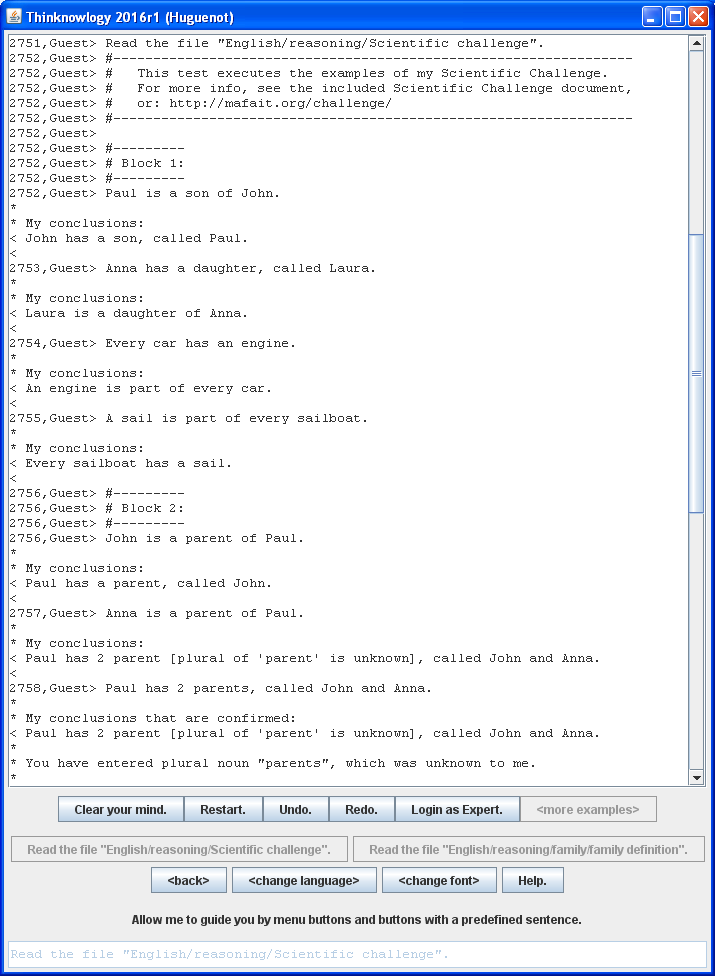 Thinknowlogy 2016r1 (Huguenot)
2751,Guest> Read the file "English/reasoning/Scientific challenge".
2752,Guest> #-----------------------------------------------------------------
2752,Guest> #   This test executes the examples of my Scientific Challenge.
2752,Guest> #   For more info, see the included Scientific Challenge document,
2752,Guest> #   or: http://mafait.org/challenge/
2752,Guest> #-----------------------------------------------------------------
2752,Guest>
2752,Guest> #---------
2752,Guest> # Block 1:
2752,Guest> #---------
2752,Guest> Paul is a son of John.
*
* My conclusions:
< John has a son, called Paul.
<
2753,Guest> Anna has a daughter, called Laura.
*
* My conclusions:
< Laura is a daughter of Anna.
<
2754,Guest> Every car has an engine.
*
* My conclusions:
< An engine is part of every car.
<
2755,Guest> A sail is part of every sailboat.
*
* My conclusions:
< Every sailboat has a sail.
<
2756,Guest> #---------
2756,Guest> # Block 2:
2756,Guest> #---------
2756,Guest> John is a parent of Paul.
*
* My conclusions:
< Paul has a parent, called John.
<
2757,Guest> Anna is a parent of Paul.
*
* My conclusions:
< Paul has 2 parent [plural of 'parent' is unknown], called John and Anna.
<
2758,Guest> Paul has 2 parents, called John and Anna.
*
* My conclusions that are confirmed:
< Paul has 2 parent [plural of 'parent' is unknown], called John and Anna.
*
* You have entered plural noun "parents", which was unknown to me.
*
Clear your mind. Restart. Undo. Redo. Login as Expert. <more examples>
Read the file "English/reasoning/Scientific challenge". Read the file "English/reasoning/family/family definition".
<back> <change language> <change font> Help.
Allow me to guide you by menu buttons and buttons with a predefined sentence.
Read the file "English/reasoning/Scientific challenge".